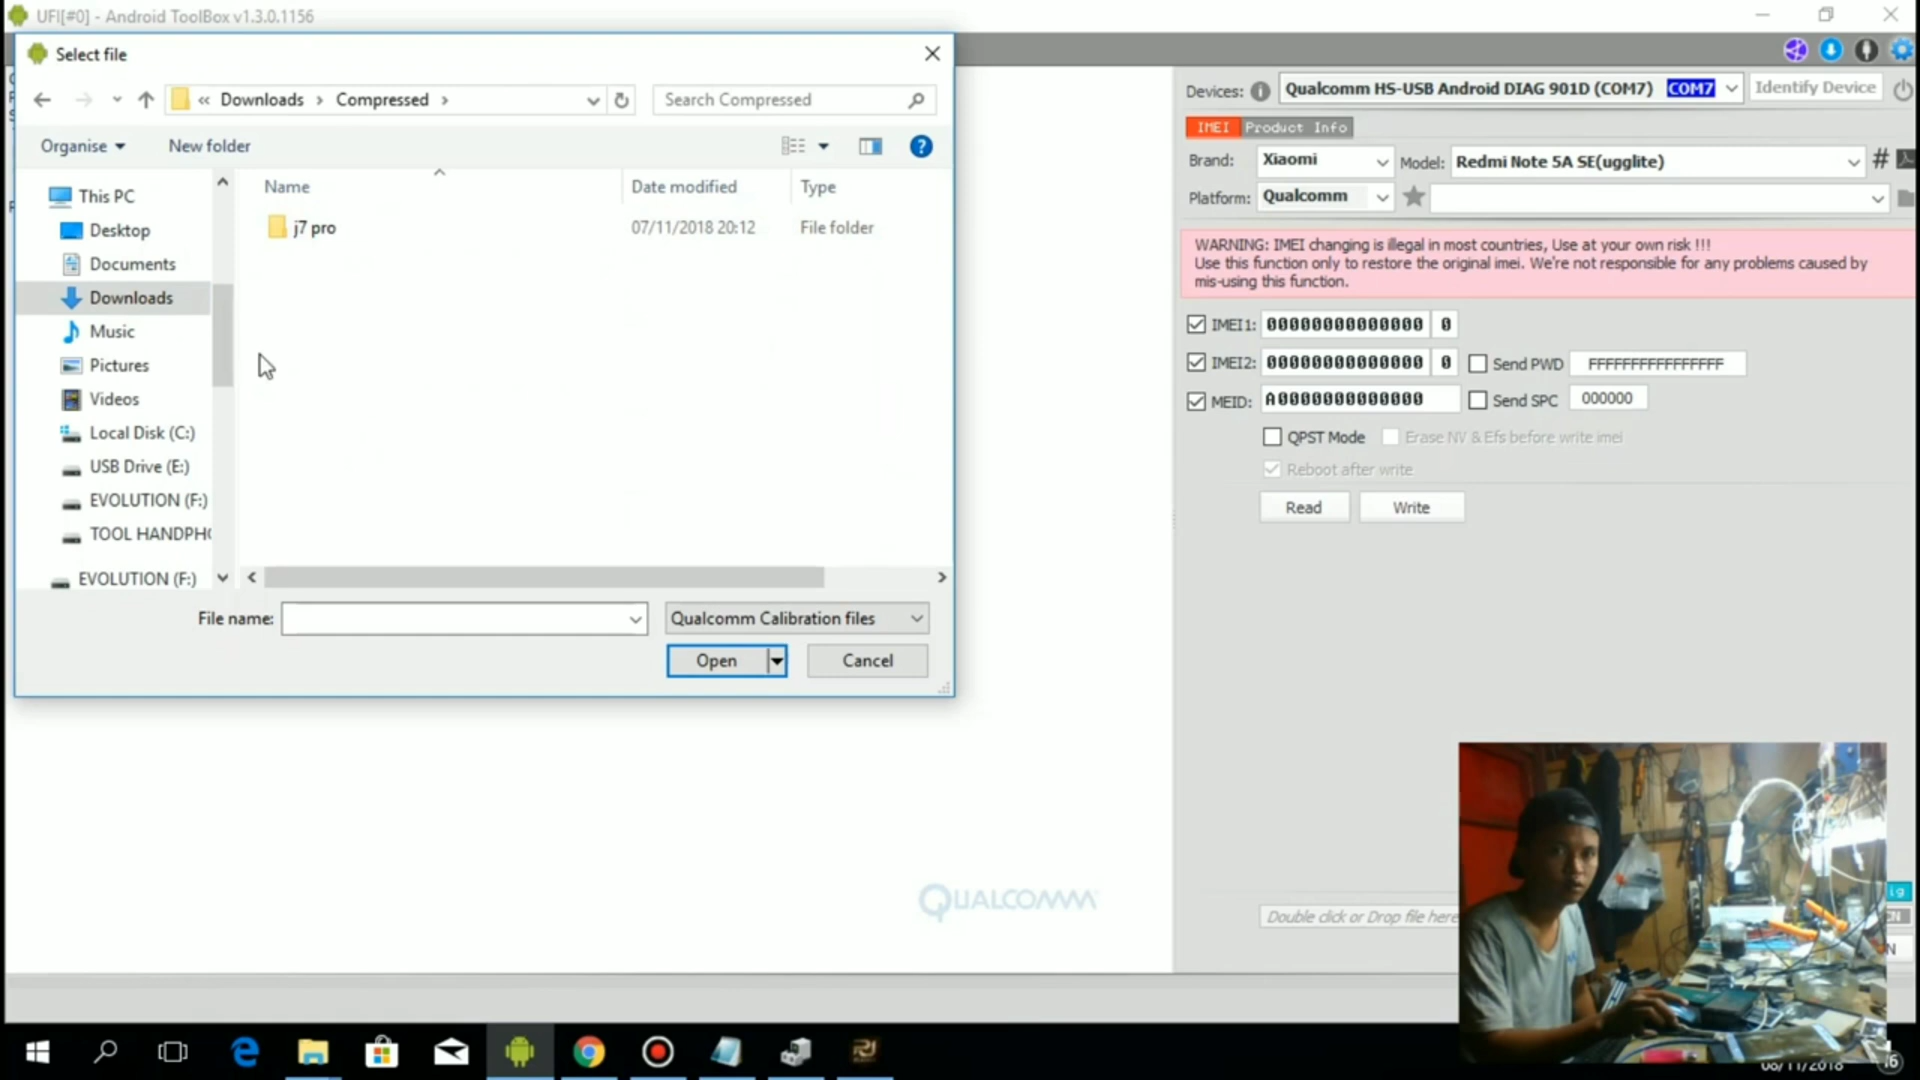 UFI[#0] - Android ToolBox v1.3.0.1156
Select file
« Downloads › Compressed ›
Search Compressed
Organise
New folder
Name
Date modified
Type
This PC
Desktop
Documents
Downloads
Music
Pictures
Videos
Local Disk (C:)
USB Drive (E:)
EVOLUTION (F:)
TOOL HANDPH
EVOLUTION (F:)
j7 pro
07/11/2018 20:12
File folder
File name:
Qualcomm Calibration files
Open
Cancel
Devices:
Qualcomm HS-USB Android DIAG 901D (COM7)
COM7
Identify Device
IMEI
Product Info
Brand:
Xiaomi
Model:
Redmi Note 5A SE(ugglite)
#
Platform:
Qualcomm
WARNING: IMEI changing is illegal in most countries, Use at your own risk !!!
Use this function only to restore the original imei. We're not responsible for any problems caused by
mis-using this function.
IMEI1:
00000000000000
0
IMEI2:
00000000000000
0
Send PWD
FFFFFFFFFFFFFFFF
MEID:
A0000000000000
Send SPC
000000
QPST Mode
Erase NV & Efs before write imei
Reboot after write
Read
Write
QUALCOMM
Double click or Drop file here